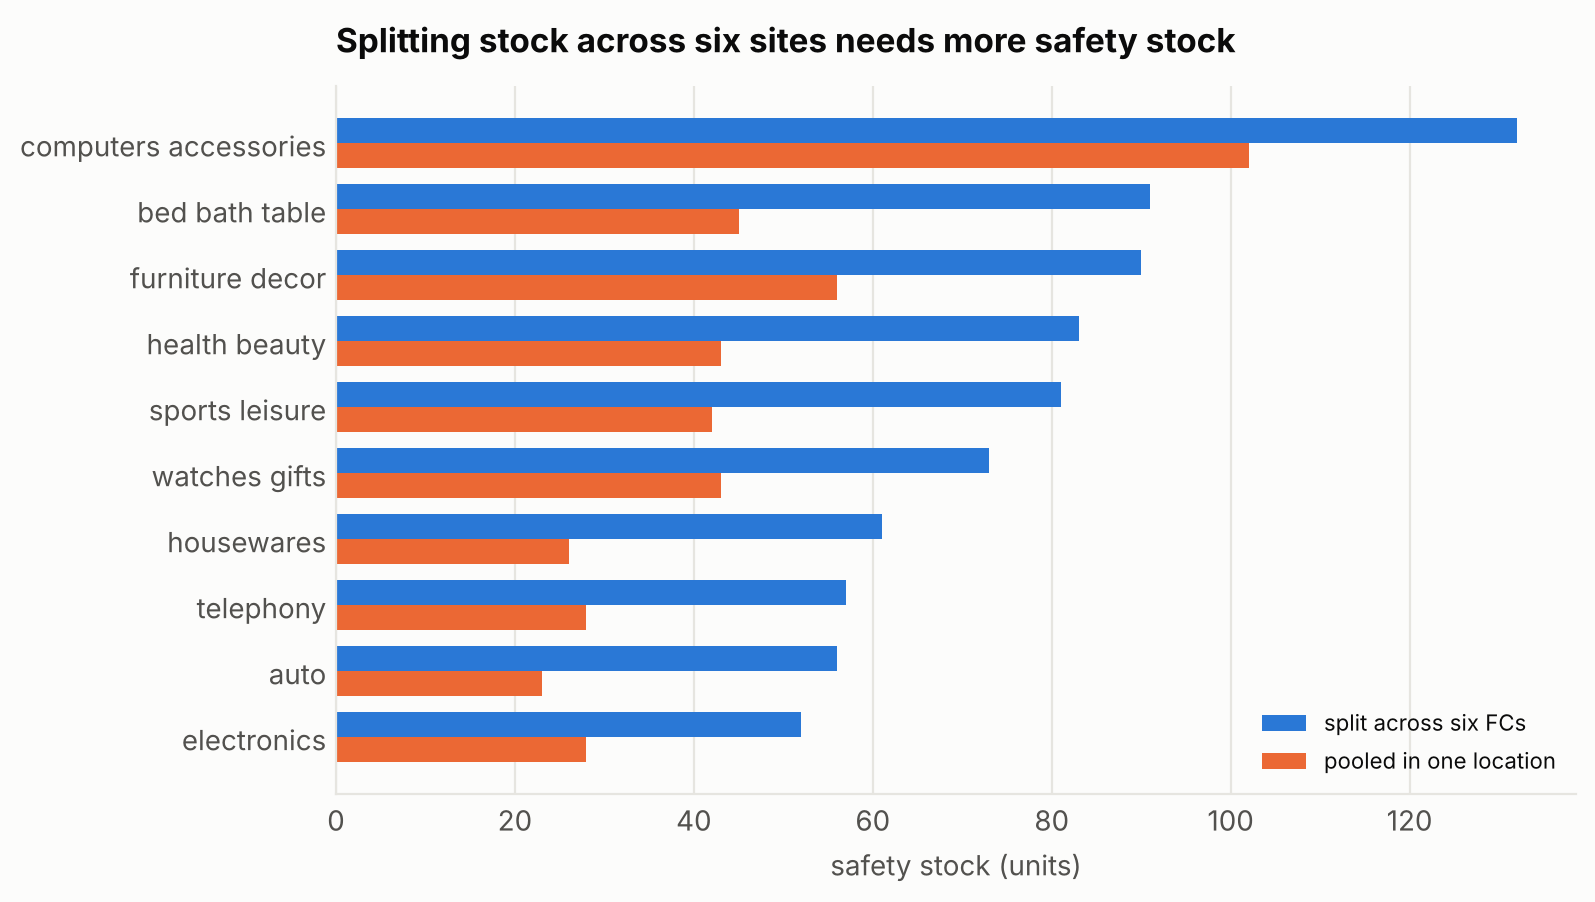 Splitting stock across six sites needs more safety stock
computers accessories
bed bath table
furniture decor
health beauty
sports leisure
watches gifts
housewares
telephony
auto
electronics
split across six FCs
pooled in one location
0 20 40 60 80 100 120
safety stock (units)